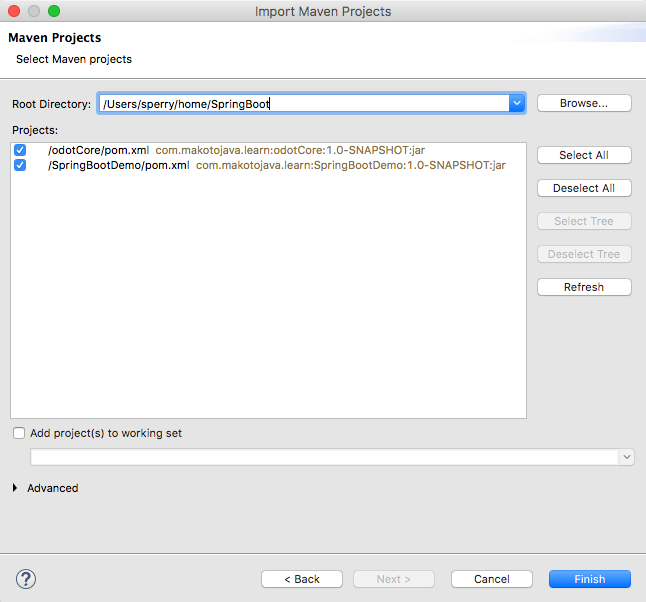 Import Maven Projects
Maven Projects
Select Maven projects
Root Directory: /Users/sperry/home/SpringBoot Browse...
Projects:
/odotCore/pom.xml com.makotojava.learn:odotCore:1.0-SNAPSHOT:jar
/SpringBootDemo/pom.xml com.makotojava.learn:SpringBootDemo:1.0-SNAPSHOT:jar
Select All
Deselect All
Select Tree
Deselect Tree
Refresh
Add project(s) to working set
Advanced
? < Back Next > Cancel Finish